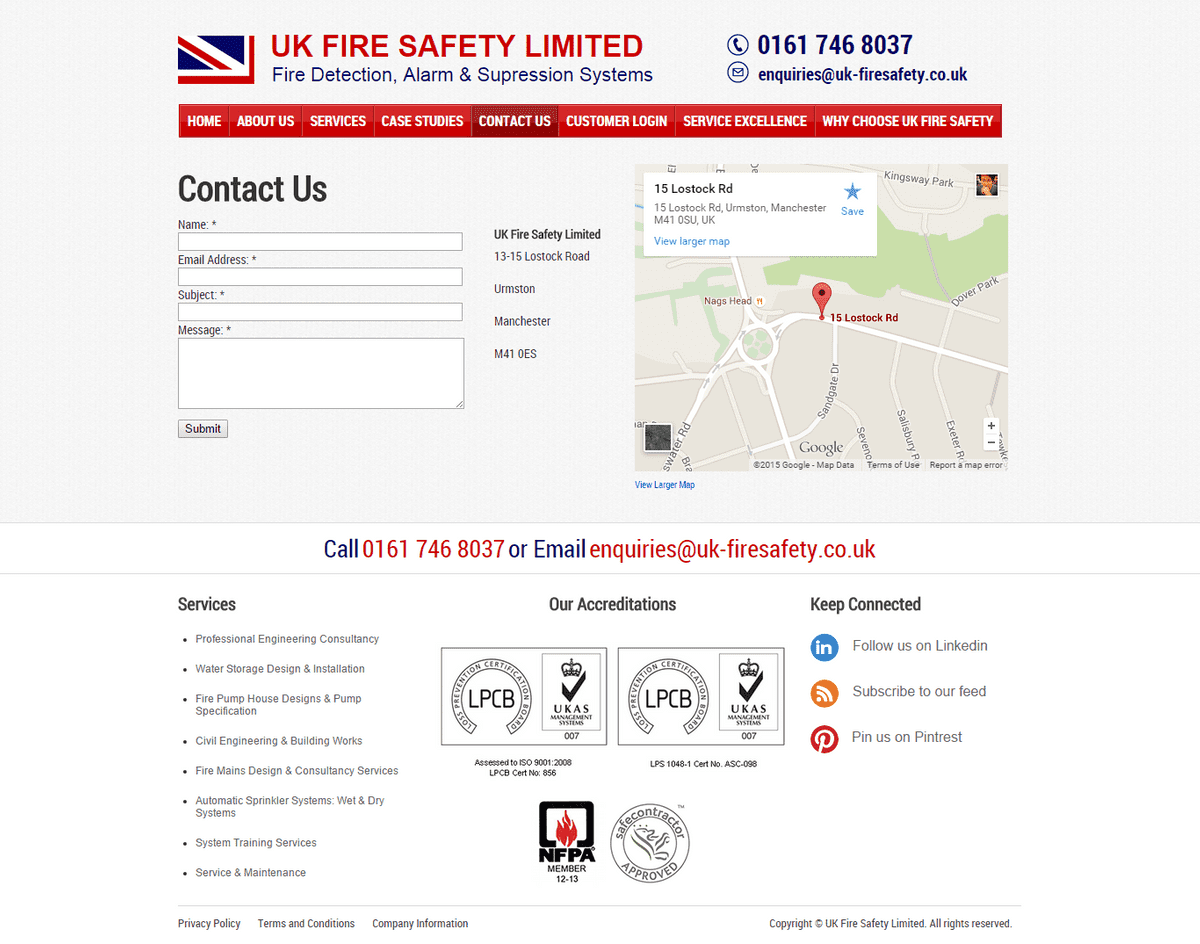 UK FIRE SAFETY LIMITED
Fire Detection, Alarm & Supression Systems
0161 746 8037
enquiries@uk-firesafety.co.uk
HOME ABOUT US SERVICES CASE STUDIES CONTACT US CUSTOMER LOGIN SERVICE EXCELLENCE WHY CHOOSE UK FIRE SAFETY
Contact Us
Name: *
Email Address: *
Subject: *
Message: *
Submit
UK Fire Safety Limited
13-15 Lostock Road
Urmston
Manchester
M41 0ES
15 Lostock Rd
15 Lostock Rd, Urmston, Manchester
M41 0SU, UK
View larger map
Save
Kingsway Park
Dover Park
Nags Head
15 Lostock Rd
Sandgate Dr
Salisbury R
Exeter R
Google
©2015 Google - Map Data Terms of Use Report a map error
View Larger Map
Call 0161 746 8037 or Email enquiries@uk-firesafety.co.uk
Services
Professional Engineering Consultancy
Water Storage Design & Installation
Fire Pump House Designs & Pump
Specification
Civil Engineering & Building Works
Fire Mains Design & Consultancy Services
Automatic Sprinkler Systems: Wet & Dry
Systems
System Training Services
Service & Maintenance
Our Accreditations
LOSS PREVENTION CERTIFICATION BOARD
LPCB
UKAS
MANAGEMENT
SYSTEMS
007
Assessed to ISO 9001:2008
LPCB Cert No: 856
LOSS PREVENTION CERTIFICATION BOARD
LPCB
UKAS
MANAGEMENT
SYSTEMS
007
LPS 1048-1 Cert No. ASC-098
NFPA
MEMBER
12-13
safecontractor
APPROVED
TM
Keep Connected
in
Follow us on Linkedin
Subscribe to our feed
Pin us on Pintrest
Privacy Policy Terms and Conditions Company Information
Copyright © UK Fire Safety Limited. All rights reserved.